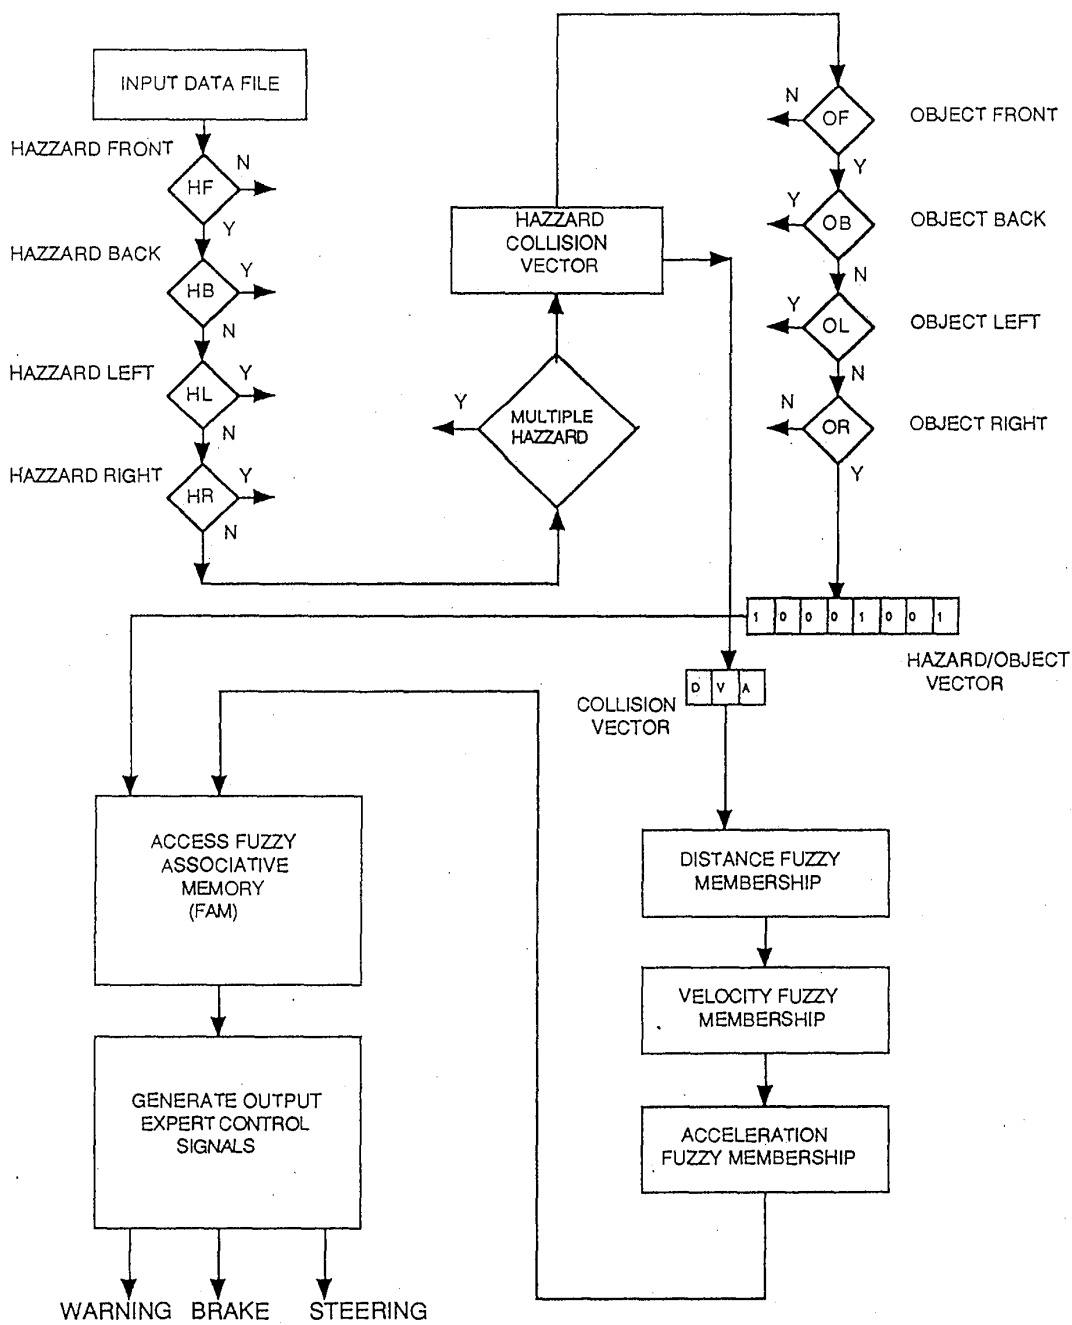 INPUT DATA FILE
HAZZARD FRONT
HF
N
Y
HAZZARD BACK
HB
Y
N
HAZZARD LEFT
HL
Y
N
HAZZARD RIGHT
HR
Y
N
MULTIPLE
HAZZARD
Y
HAZZARD
COLLISION
VECTOR
N
OF
OBJECT FRONT
Y
Y
OB
OBJECT BACK
N
Y
OL
OBJECT LEFT
N
N
OR
OBJECT RIGHT
Y
1 0 0 0 1 0 0 1
HAZARD/OBJECT
VECTOR
D V A
COLLISION
VECTOR
DISTANCE FUZZY
MEMBERSHIP
VELOCITY FUZZY
MEMBERSHIP
ACCELERATION
FUZZY MEMBERSHIP
ACCESS FUZZY
ASSOCIATIVE
MEMORY
(FAM)
GENERATE OUTPUT
EXPERT CONTROL
SIGNALS
WARNING BRAKE STEERING